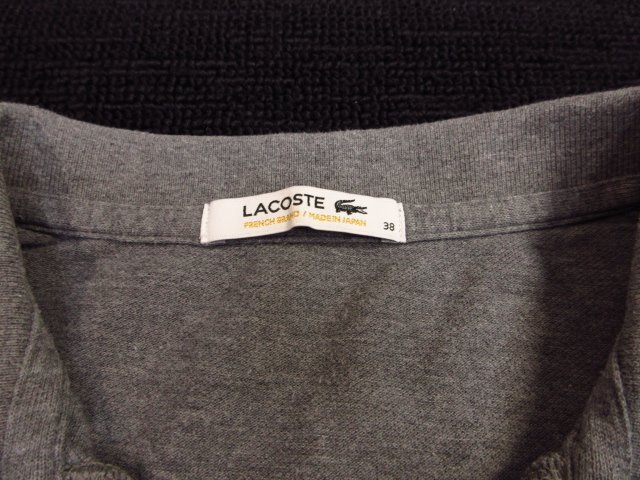 LACOSTE
FRENCH BRAND / MADE IN JAPAN
38